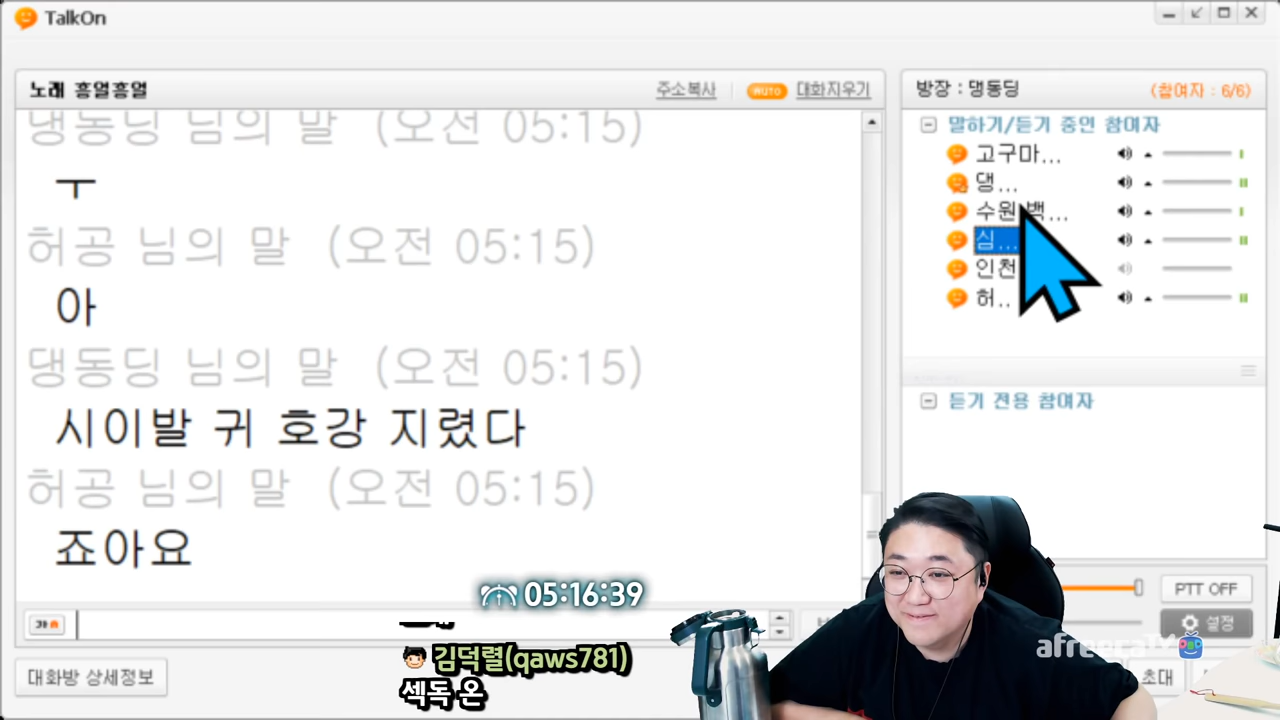 TalkOn
노래 흥얼흥얼
주소복사
AUTO
대화지우기
댕동딩 님의 말 (오전 05:15)
ㅜ
허공 님의 말 (오전 05:15)
아
댕동딩 님의 말 (오전 05:15)
시이발 귀 호강 지렸다
허공 님의 말 (오전 05:15)
죠아요
가
대화방 상세정보
방장 : 댕동딩
(참여자 : 6/6)
말하기/듣기 중인 참여자
고구마...
댕...
수원 백...
심...
인천
허..
듣기 전용 참여자
PTT OFF
설정
초대
05:16:39
김덕렬(qaws781)
섹독 온
afreecaTV